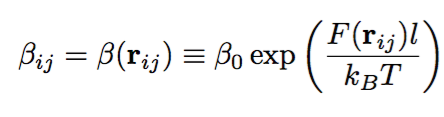 β_{ij} = β(𝐫_{ij}) ≡ β_0 exp ( F(𝐫_{ij})l / k_B T )